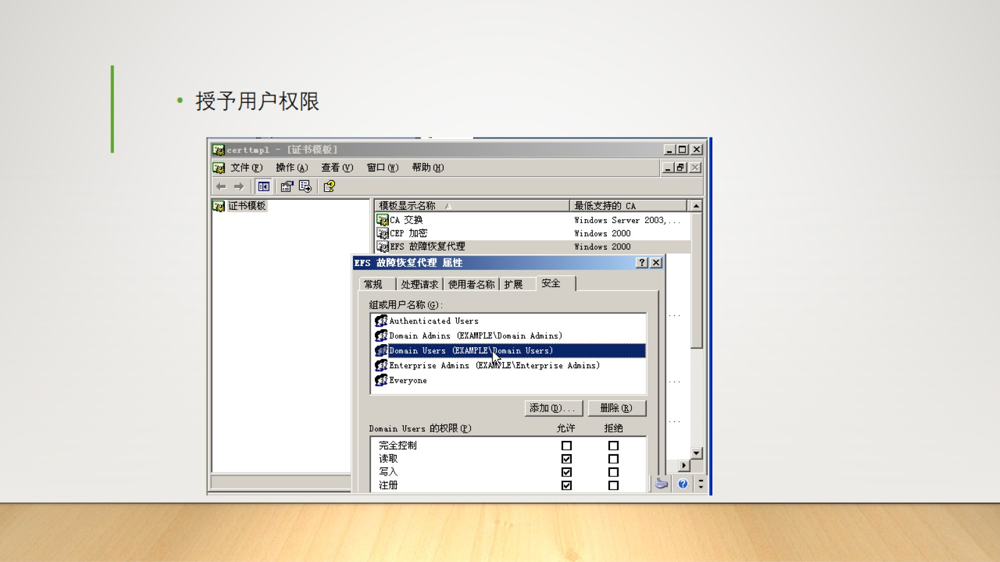 • 授予用户权限
certtmpl - [证书模板]
文件(F) 操作(A) 查看(V) 窗口(W) 帮助(H)
证书模板
模板显示名称 最低支持的 CA
CA 交换 Windows Server 2003,...
CEP 加密 Windows 2000
EFS 故障恢复代理 Windows 2000
EFS 故障恢复代理 属性
常规 处理请求 使用者名称 扩展 安全
组或用户名称(G):
Authenticated Users
Domain Admins (EXAMPLE\Domain Admins)
Domain Users (EXAMPLE\Domain Users)
Enterprise Admins (EXAMPLE\Enterprise Admins)
Everyone
添加(D)... 删除(R)
Domain Users 的权限(P) 允许 拒绝
完全控制
读取
写入
注册